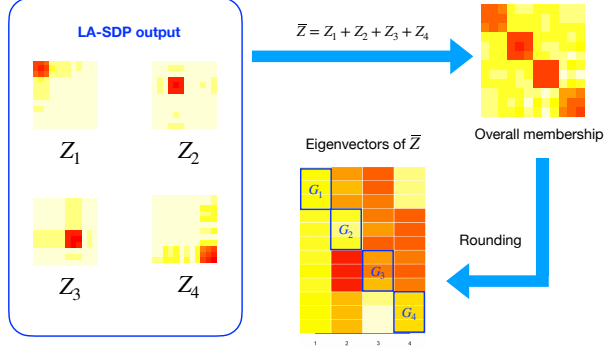 LA-SDP output
Z̅ = Z₁ + Z₂ + Z₃ + Z₄
Z₁
Z₂
Z₃
Z₄
Overall membership
Eigenvectors of Z̅
G₁
G₂
G₃
G₄
Rounding
1 2 3 4